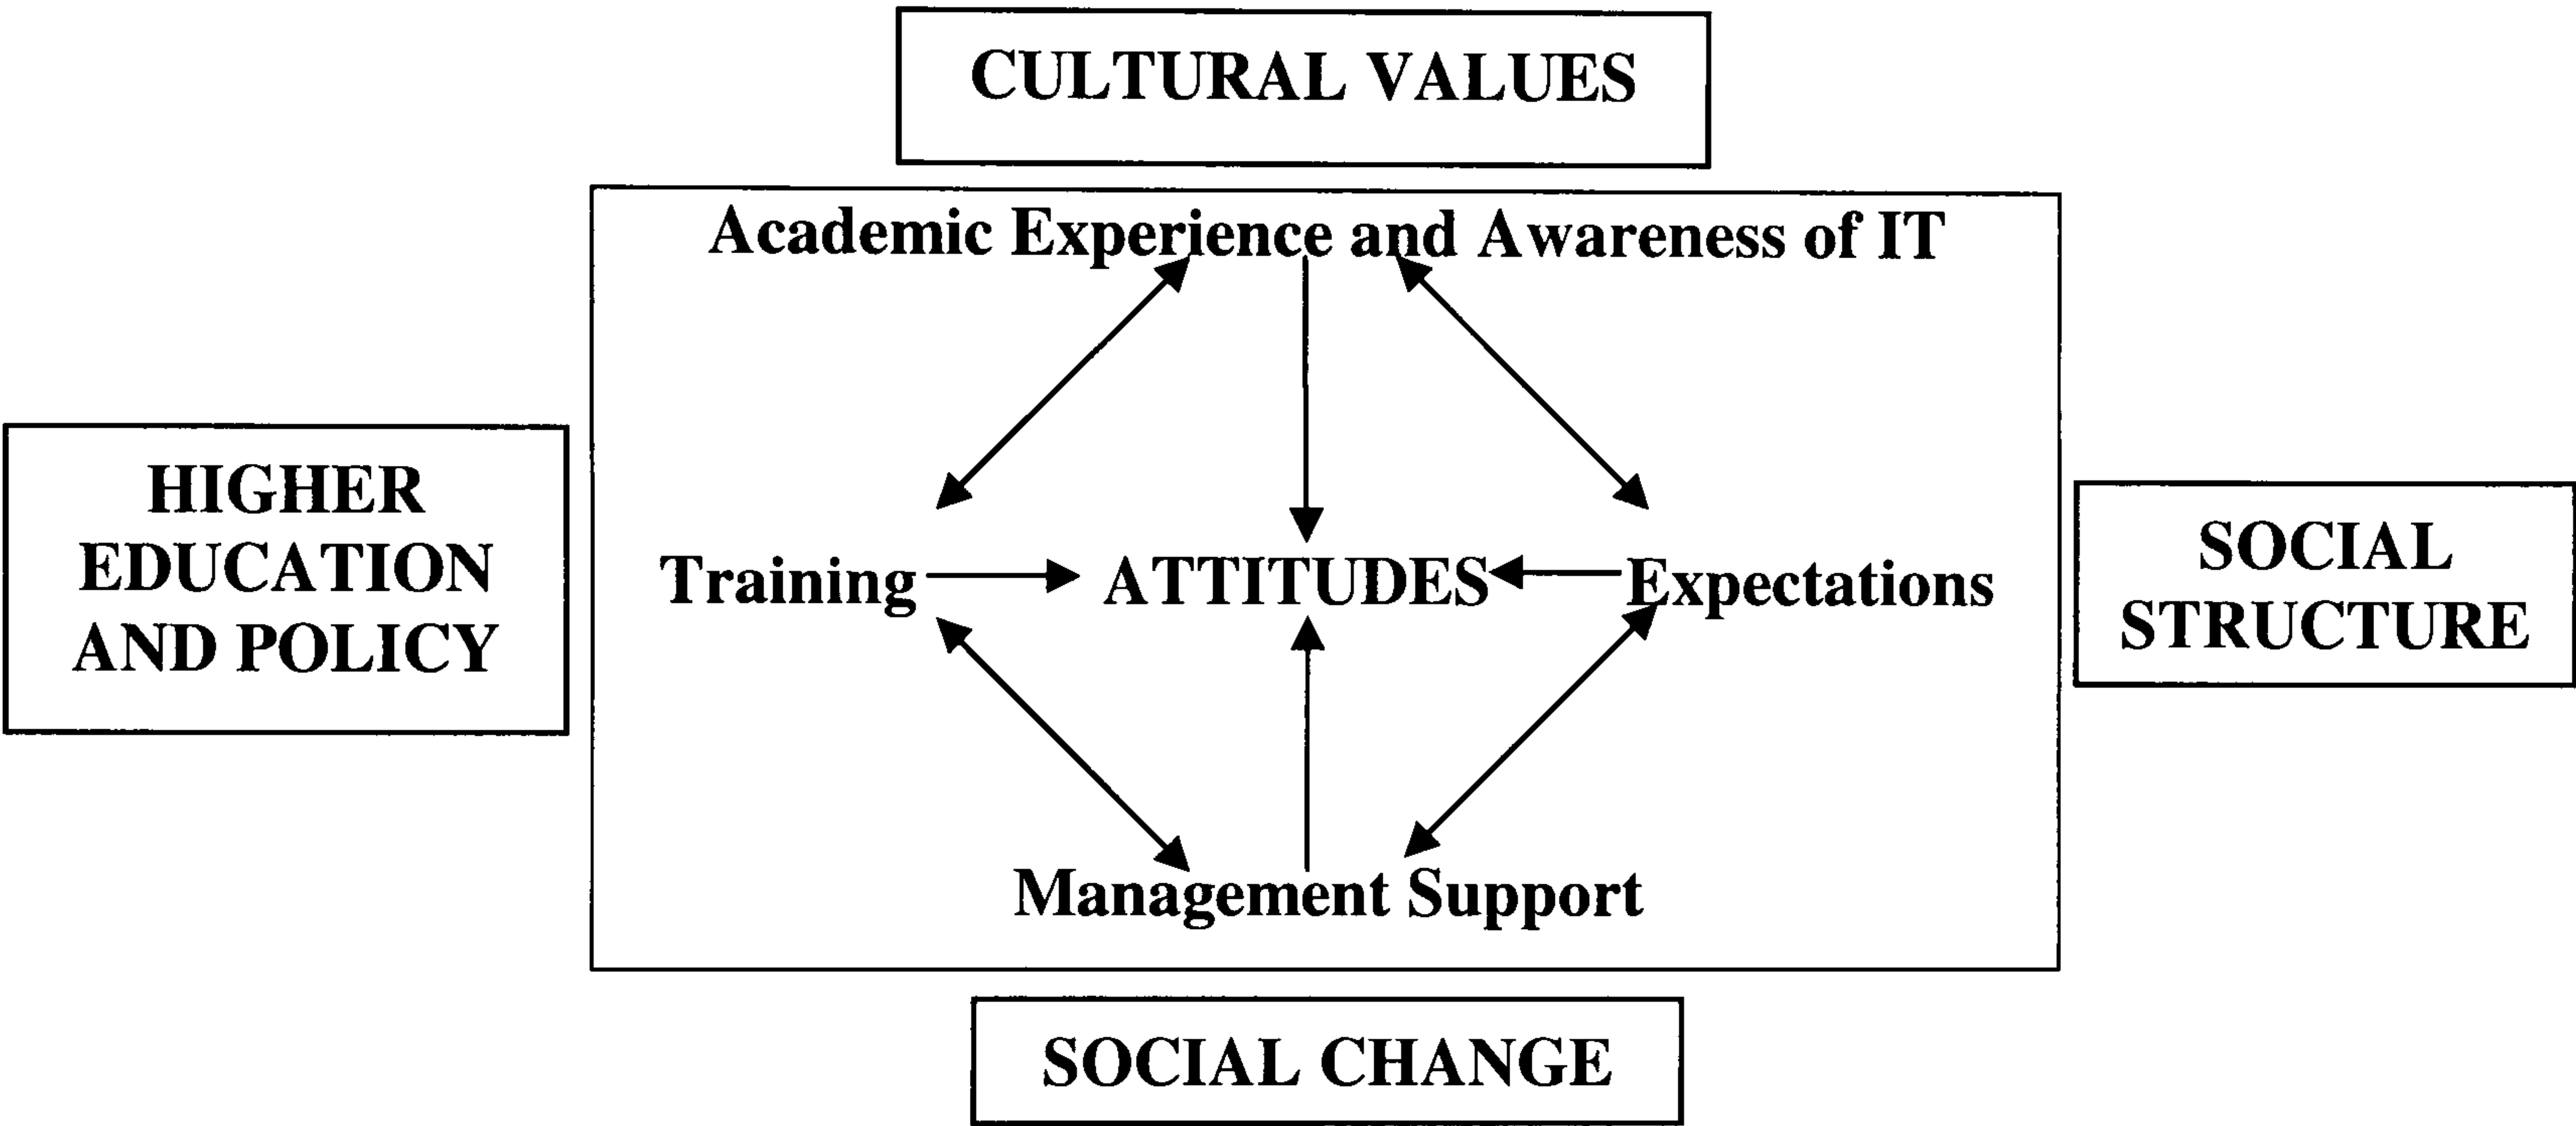 CULTURAL VALUES
Academic Experience and Awareness of IT
HIGHER
EDUCATION
AND POLICY
Training
ATTITUDES
Expectations
SOCIAL
STRUCTURE
Management Support
SOCIAL CHANGE